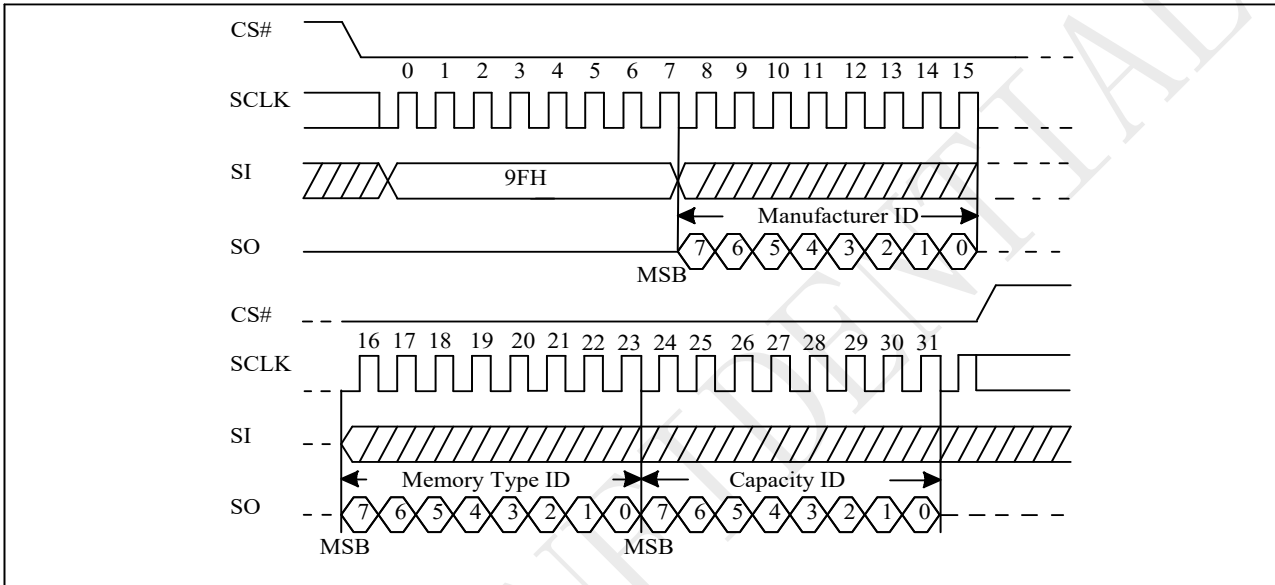 CS#
0 1 2 3 4 5 6 7 8 9 10 11 12 13 14 15
SCLK
SI
9FH
Manufacturer ID
SO
7 6 5 4 3 2 1 0
MSB
CS#
16 17 18 19 20 21 22 23 24 25 26 27 28 29 30 31
SCLK
SI
Memory Type ID Capacity ID
SO
7 6 5 4 3 2 1 0 7 6 5 4 3 2 1 0
MSB MSB